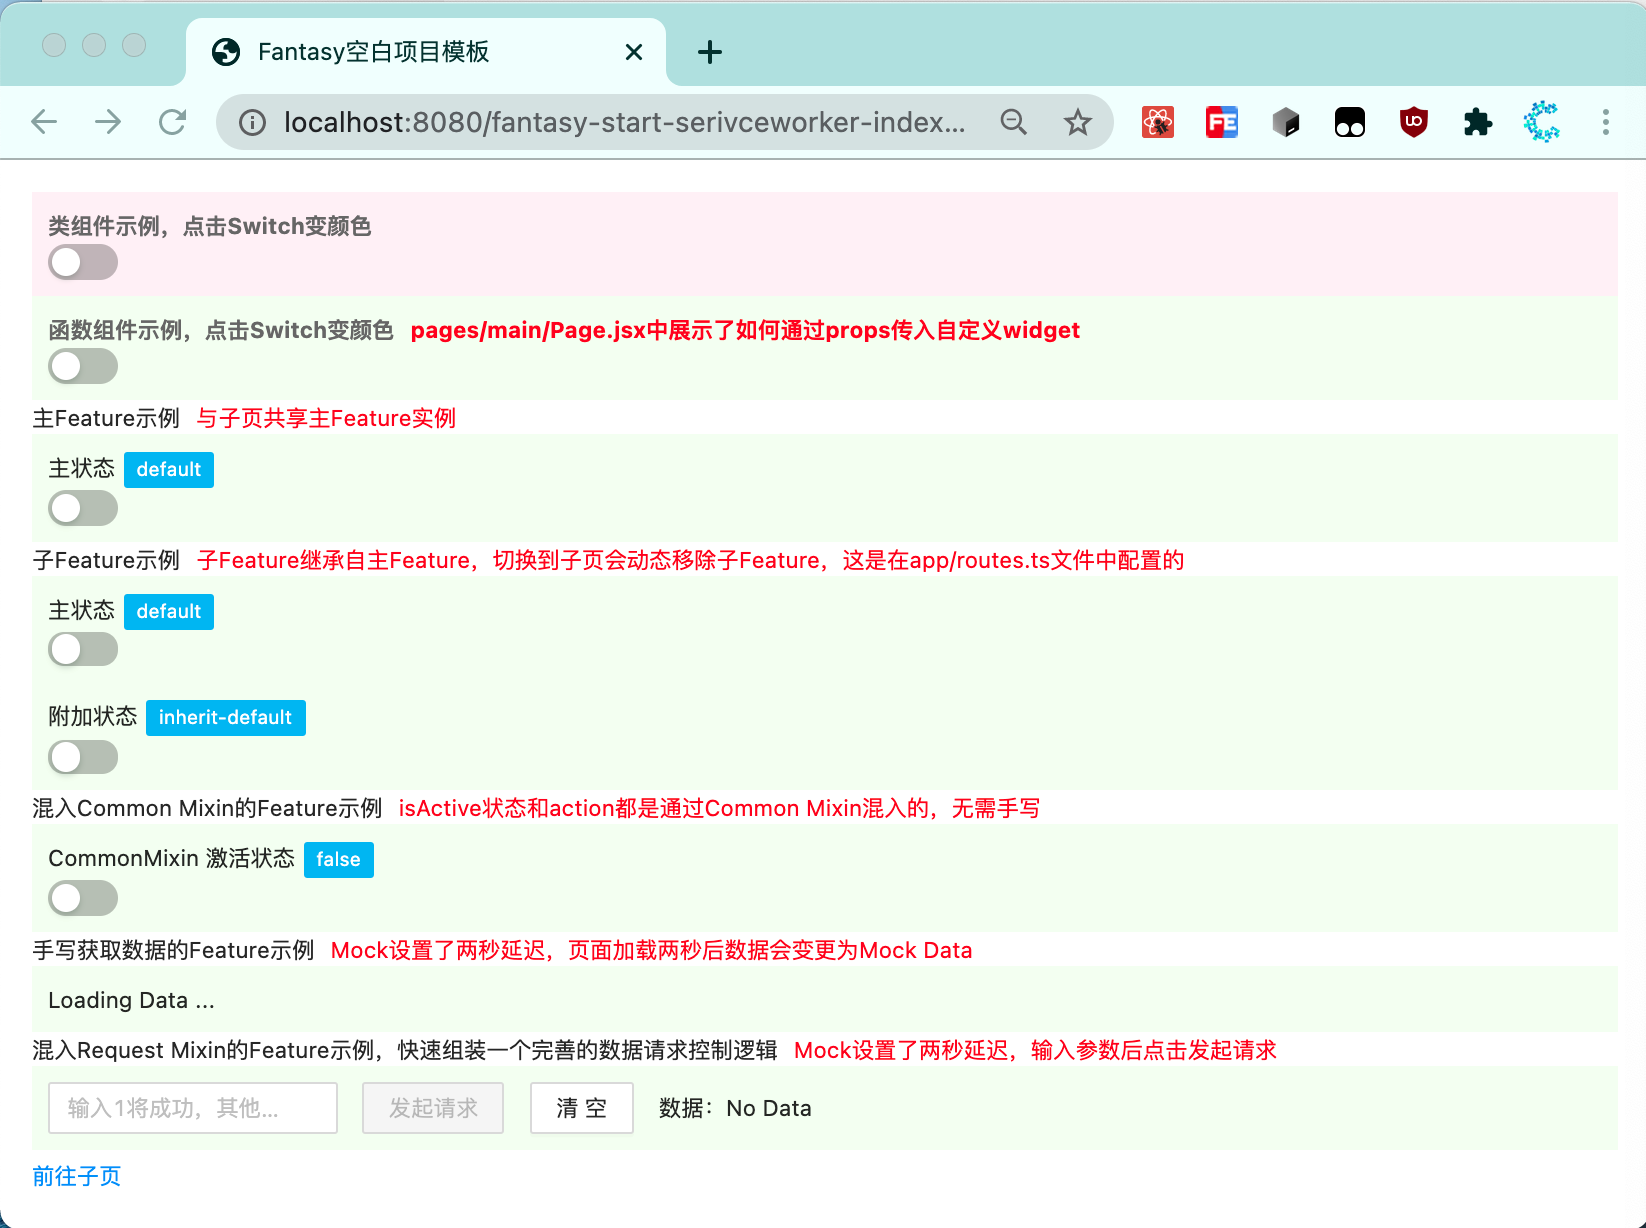 Fantasy空白项目模板
localhost:8080/fantasy-start-serivceworker-index...
FE
UO
类组件示例，点击Switch变颜色
函数组件示例，点击Switch变颜色 pages/main/Page.jsx中展示了如何通过props传入自定义widget
主Feature示例 与子页共享主Feature实例
主状态 default
子Feature示例 子Feature继承自主Feature，切换到子页会动态移除子Feature，这是在app/routes.ts文件中配置的
主状态 default
附加状态 inherit-default
混入Common Mixin的Feature示例 isActive状态和action都是通过Common Mixin混入的，无需手写
CommonMixin 激活状态 false
手写获取数据的Feature示例 Mock设置了两秒延迟，页面加载两秒后数据会变更为Mock Data
Loading Data ...
混入Request Mixin的Feature示例，快速组装一个完善的数据请求控制逻辑 Mock设置了两秒延迟，输入参数后点击发起请求
输入1将成功，其他... 发起请求 清 空 数据：No Data
前往子页